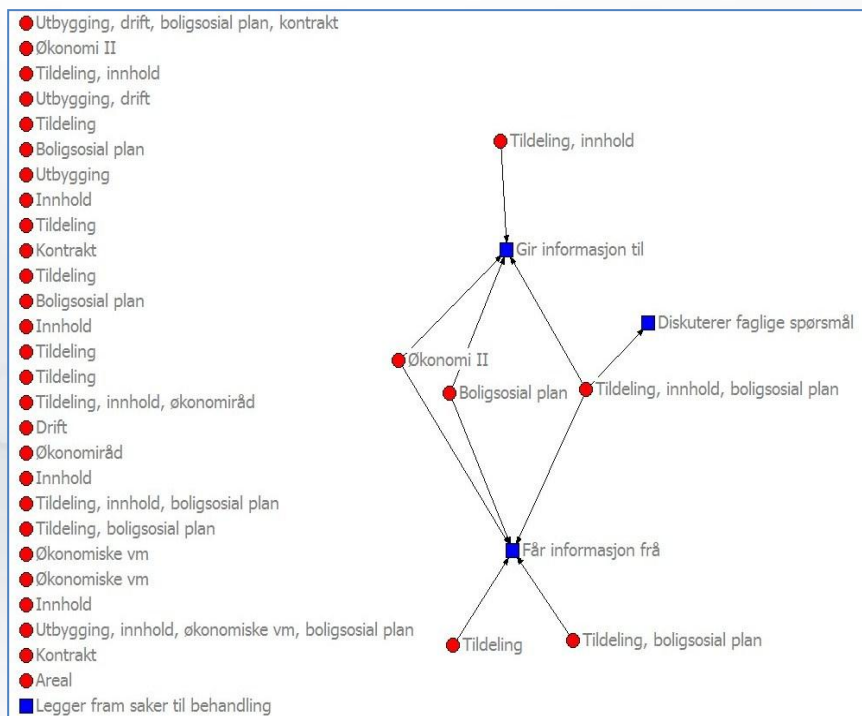 Utbygging, drift, boligsosial plan, kontrakt
Økonomi II
Tildeling, innhold
Utbygging, drift
Tildeling
Boligsosial plan
Utbygging
Innhold
Tildeling
Kontrakt
Tildeling
Boligsosial plan
Innhold
Tildeling
Tildeling
Tildeling, innhold, økonomiråd
Drift
Økonomiråd
Innhold
Tildeling, innhold, boligsosial plan
Tildeling, boligsosial plan
Økonomiske vm
Økonomiske vm
Innhold
Utbygging, innhold, økonomiske vm, boligsosial plan
Kontrakt
Areal
Legger fram saker til behandling
Tildeling, innhold
Gir informasjon til
Diskuterer faglige spørsmål
Økonomi II
Boligsosial plan
Tildeling, innhold, boligsosial plan
Får informasjon frå
Tildeling
Tildeling, boligsosial plan